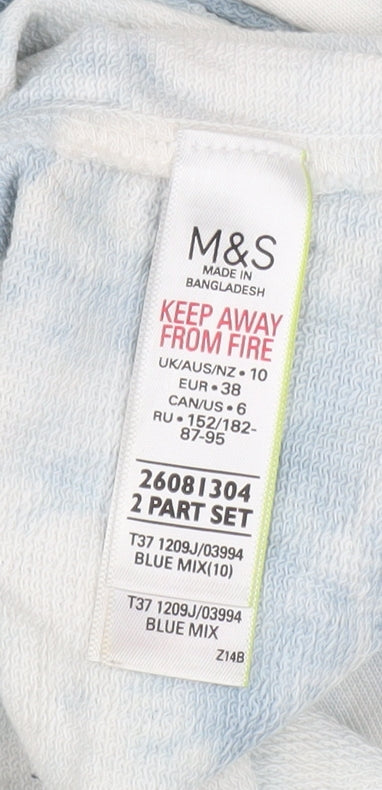 M&S
MADE IN
BANGLADESH
KEEP AWAY
FROM FIRE
UK/AUS/NZ • 10
EUR • 38
CAN/US • 6
RU • 152/182-
87-95
26081304
2 PART SET
T37 1209J/03994
BLUE MIX(10)
T37 1209J/03994
BLUE MIX
Z14B